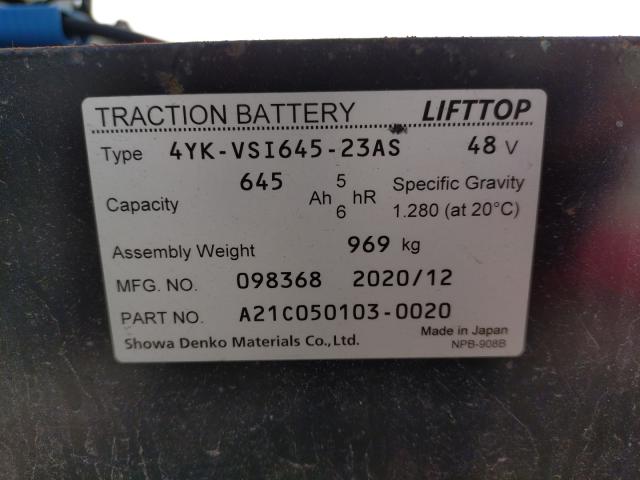 TRACTION BATTERY LIFTTOP
Type 4YK-VSI645-23AS 48 V
Capacity 645 Ah 5 6 hR Specific Gravity
1.280 (at 20°C)
Assembly Weight 969 kg
MFG. NO. 098368 2020/12
PART NO. A21C050103-0020
Showa Denko Materials Co.,Ltd. Made in Japan
NPB-908B